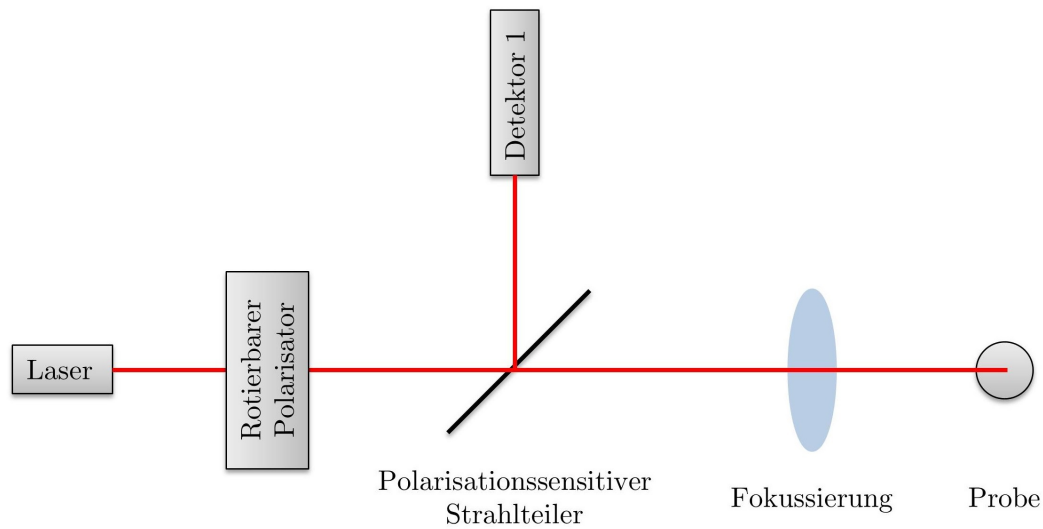 Detektor 1
Laser
Rotierbarer
Polarisator
Polarisationssensitiver
Strahlteiler
Fokussierung
Probe